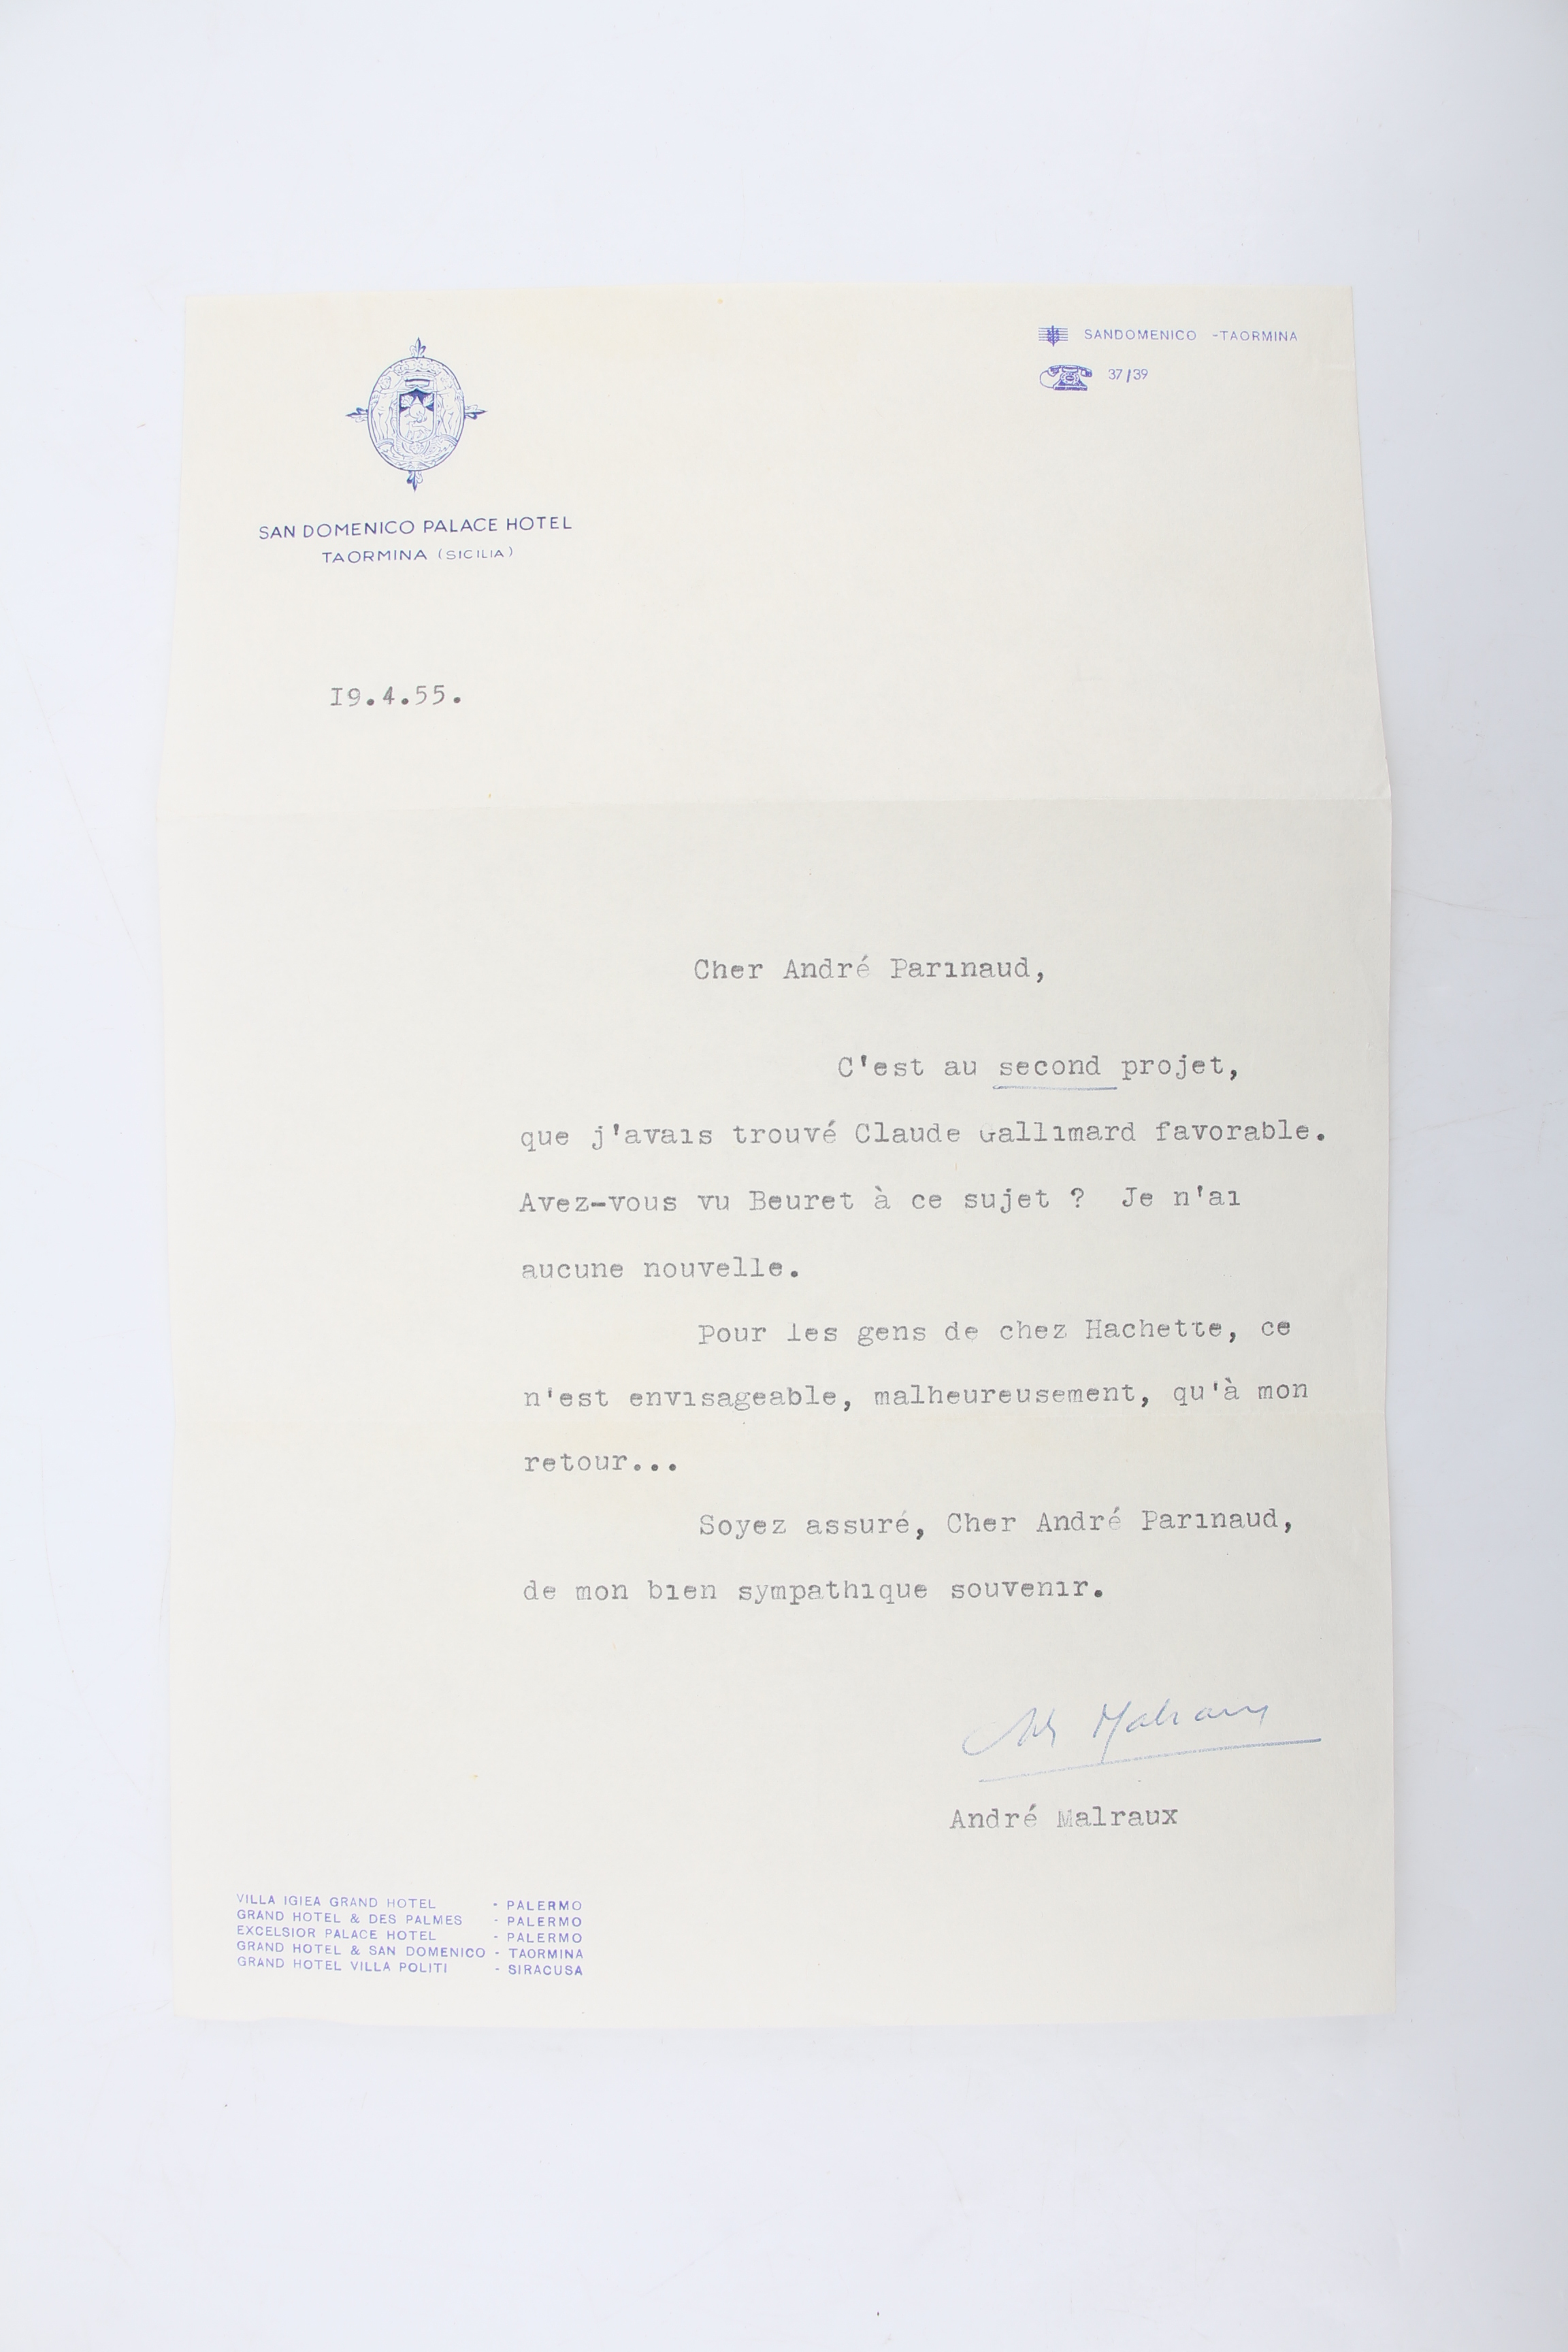 SANDOMENICO -TAORMINA
37/39
SAN DOMENICO PALACE HOTEL
TAORMINA (SICILIA)
I9.4.55.
Cher André Parinaud,
C'est au second projet,
que j'avais trouvé Claude Gallimard favorable.
Avez-vous vu Beuret à ce sujet ? Je n'ai
aucune nouvelle.
Pour les gens de chez Hachette, ce
n'est envisageable, malheureusement, qu'à mon
retour...
Soyez assuré, Cher André Parinaud,
de mon bien sympathique souvenir.
André Malraux
André Malraux
VILLA IGIEA GRAND HOTEL - PALERMO
GRAND HOTEL & DES PALMES - PALERMO
EXCELSIOR PALACE HOTEL - PALERMO
GRAND HOTEL & SAN DOMENICO - TAORMINA
GRAND HOTEL VILLA POLITI - SIRACUSA